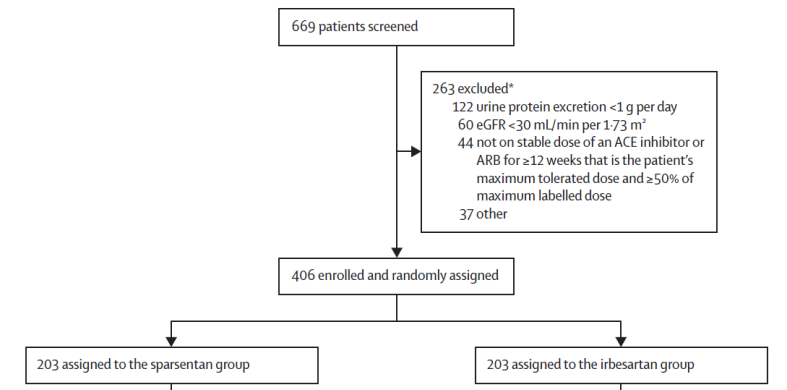 669 patients screened
263 excluded*
122 urine protein excretion <1 g per day
60 eGFR <30 mL/min per 1·73 m²
44 not on stable dose of an ACE inhibitor or
ARB for ≥12 weeks that is the patient's
maximum tolerated dose and ≥50% of
maximum labelled dose
37 other
406 enrolled and randomly assigned
203 assigned to the sparsentan group
203 assigned to the irbesartan group